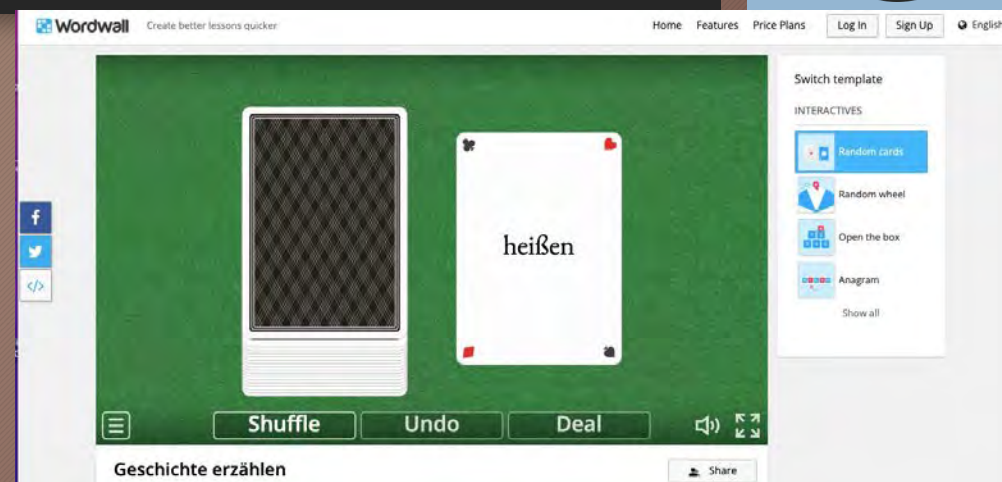 Wordwall Create better lessons quicker Home Features Price Plans Log In Sign Up English
Switch template
INTERACTIVES
Random cards
Random wheel
Open the box
Anagram
Show all
f
</>
heißen
Shuffle Undo Deal
Geschichte erzählen Share